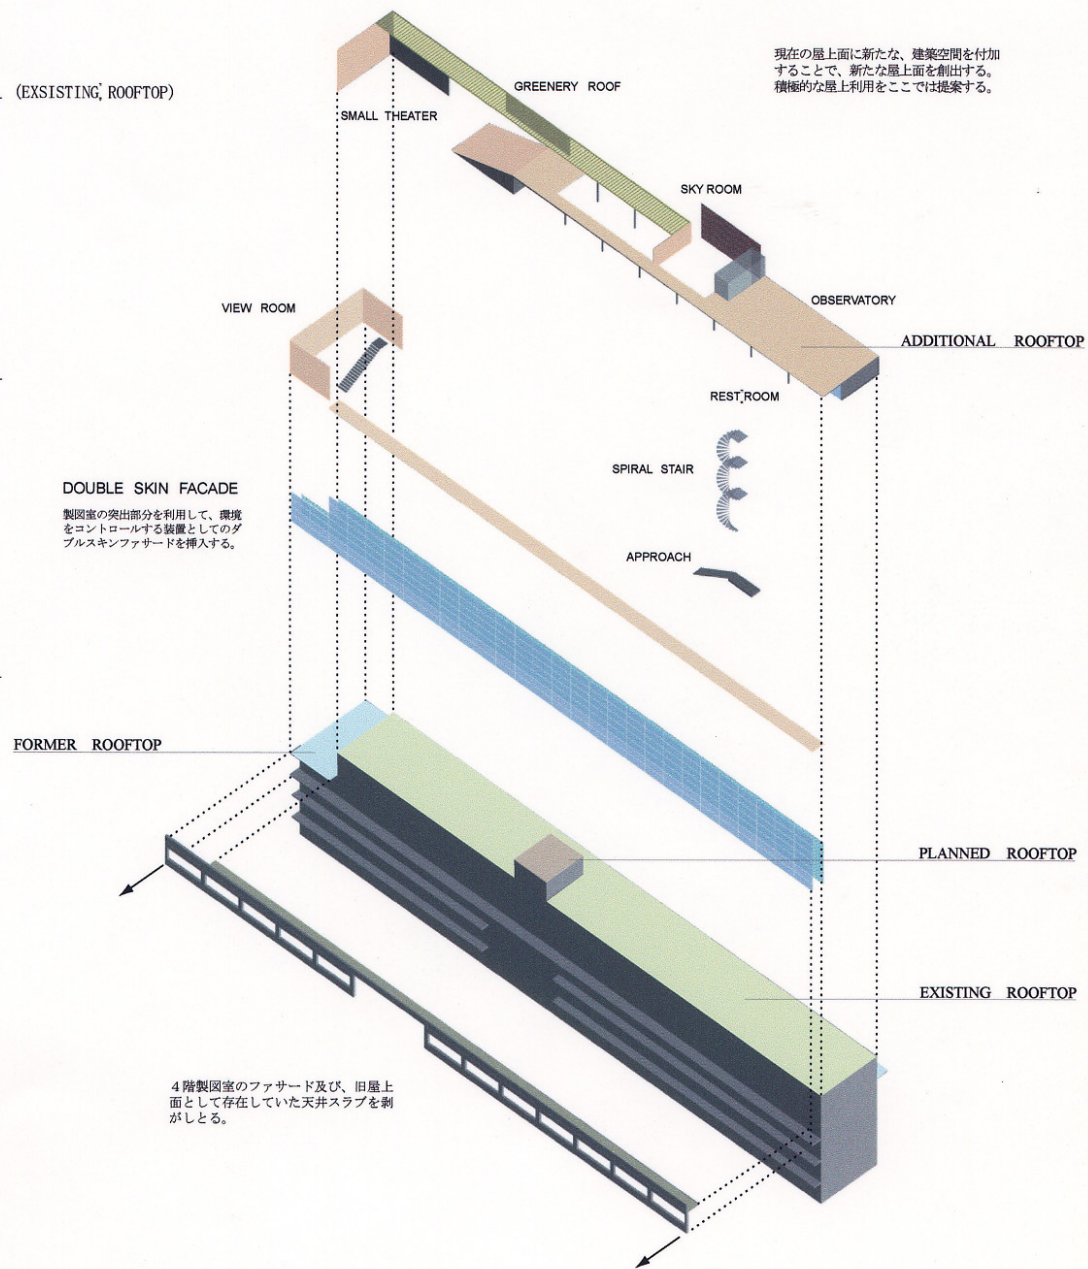 現在の屋上面に新たな、建築空間を付加
することで、新たな屋上面を創出する。
積極的な屋上利用をここでは提案する。
(EXSISTING, ROOFTOP)
GREENERY ROOF
SMALL THEATER
SKY ROOM
VIEW ROOM
OBSERVATORY
ADDITIONAL ROOFTOP
REST ROOM
SPIRAL STAIR
DOUBLE SKIN FACADE
製図室の突出部分を利用して、環境
をコントロールする装置としてのダ
ブルスキンファサードを挿入する。
APPROACH
FORMER ROOFTOP
PLANNED ROOFTOP
EXISTING ROOFTOP
4階製図室のファサード及び、旧屋上
面として存在していた天井スラブを剥
がしとる。